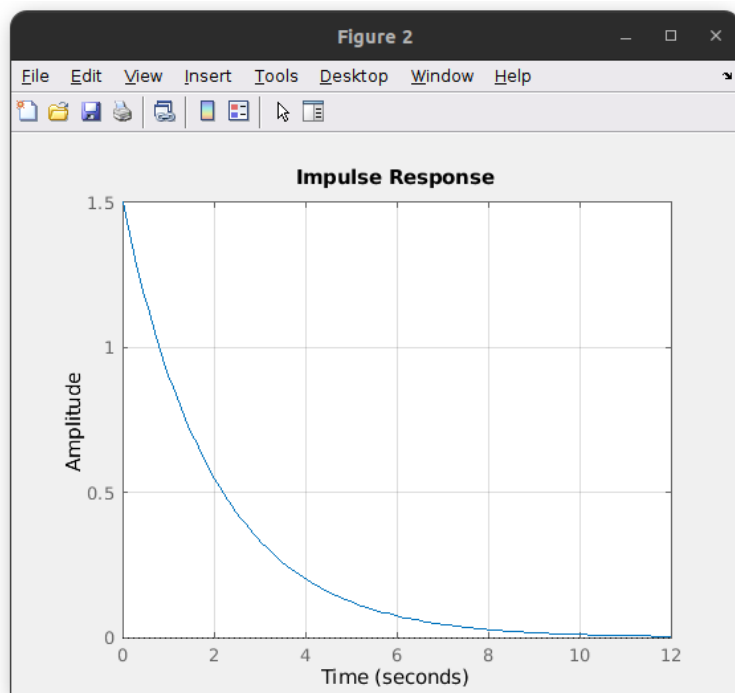 Figure 2
File Edit View Insert Tools Desktop Window Help
Impulse Response
1.5
1
0.5
0
Amplitude
0 2 4 6 8 10 12
Time (seconds)